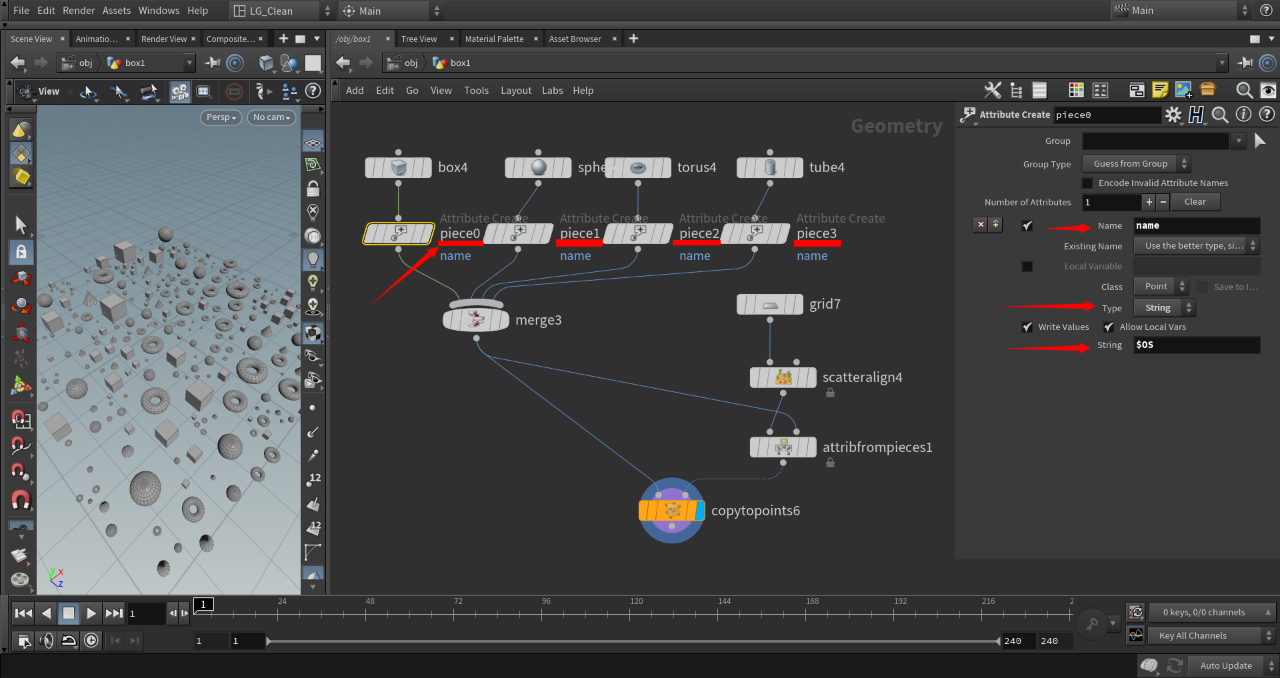 File Edit Render Assets Windows Help LG_Clean Main Main
Scene View Animatio... Render View Composite... /obj/box1 Tree View Material Palette Asset Browser
obj box1 obj box1
View Add Edit Go View Tools Layout Labs Help
Persp No cam
Geometry
Attribute Create piece0
Group
Group Type Guess from Group
Encode Invalid Attribute Names
Number of Attributes 1 Clear
Name name
Existing Name Use the better type, si...
Local Variable
Class Point Save to I...
Type String
Write Values Allow Local Vars
String $OS
box4 sphe torus4 tube4
Attribute Create Attribute Create Attribute Create Attribute Create
piece0 piece1 piece2 piece3
name name name name
grid7
merge3
scatteralign4
attribfrompieces1
copytopoints6
12
12
y x
z
1 1 24 48 72 96 120 144 168 192 216 2
0 keys, 0/0 channels
1 1 240 240 Key All Channels
Auto Update